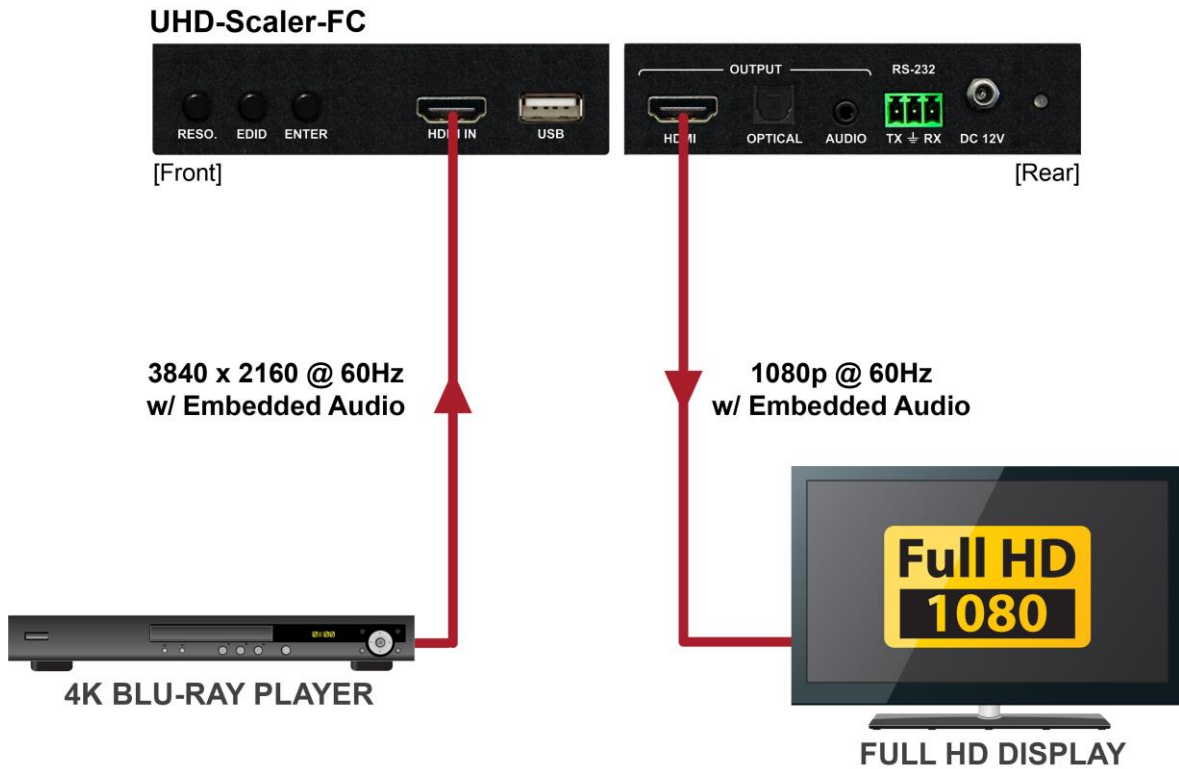 UHD-Scaler-FC
RESO. EDID ENTER HDMI IN USB
[Front]
OUTPUT RS-232
HDMI OPTICAL AUDIO TX RX DC 12V
[Rear]
3840 x 2160 @ 60Hz
w/ Embedded Audio
1080p @ 60Hz
w/ Embedded Audio
0:00
4K BLU-RAY PLAYER
Full HD
1080
FULL HD DISPLAY